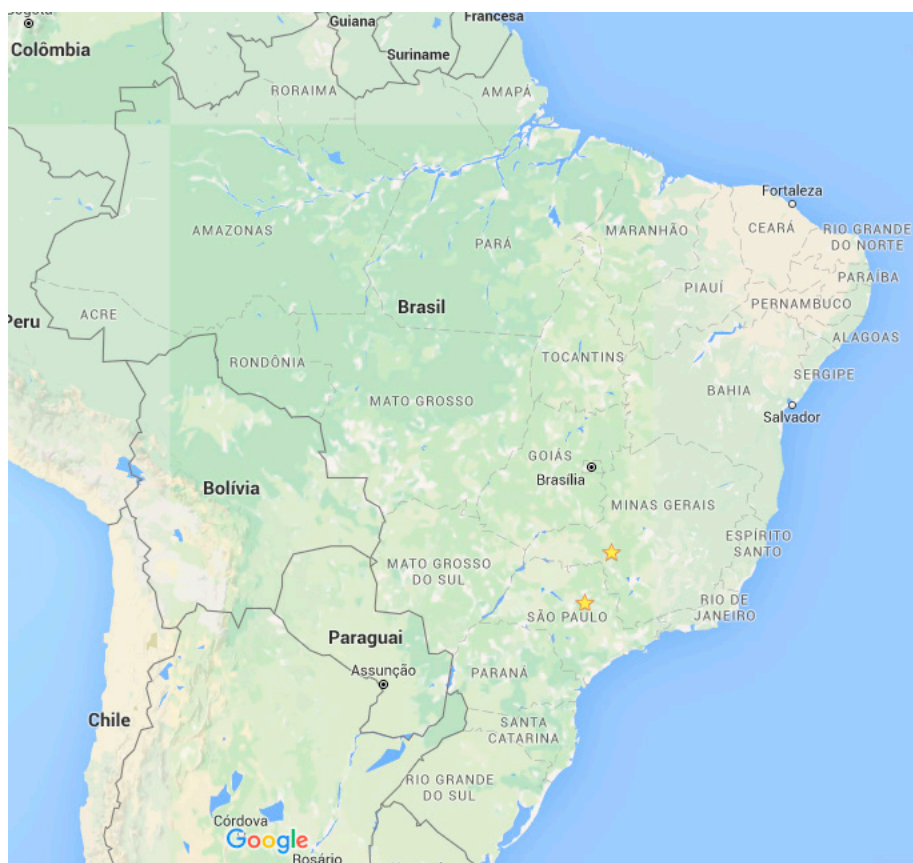 Guiana
Francesa
Colômbia
Suriname
RORAIMA
AMAPÁ
Fortaleza
AMAZONAS
PARÁ
MARANHÃO
CEARÁ
RIO GRANDE
DO NORTE
PARAÍBA
PIAUÍ
PERNAMBUCO
Brasil
ACRE
Peru
ALAGOAS
RONDÔNIA
TOCANTINS
SERGIPE
MATO GROSSO
BAHIA
Salvador
GOIÁS
Brasília
Bolívia
MINAS GERAIS
ESPÍRITO
SANTO
MATO GROSSO
DO SUL
RIO DE
JANEIRO
SÃO PAULO
Paraguai
Assunção
PARANÁ
Chile
SANTA
CATARINA
RIO GRANDE
DO SUL
Córdova
Google
Rosário